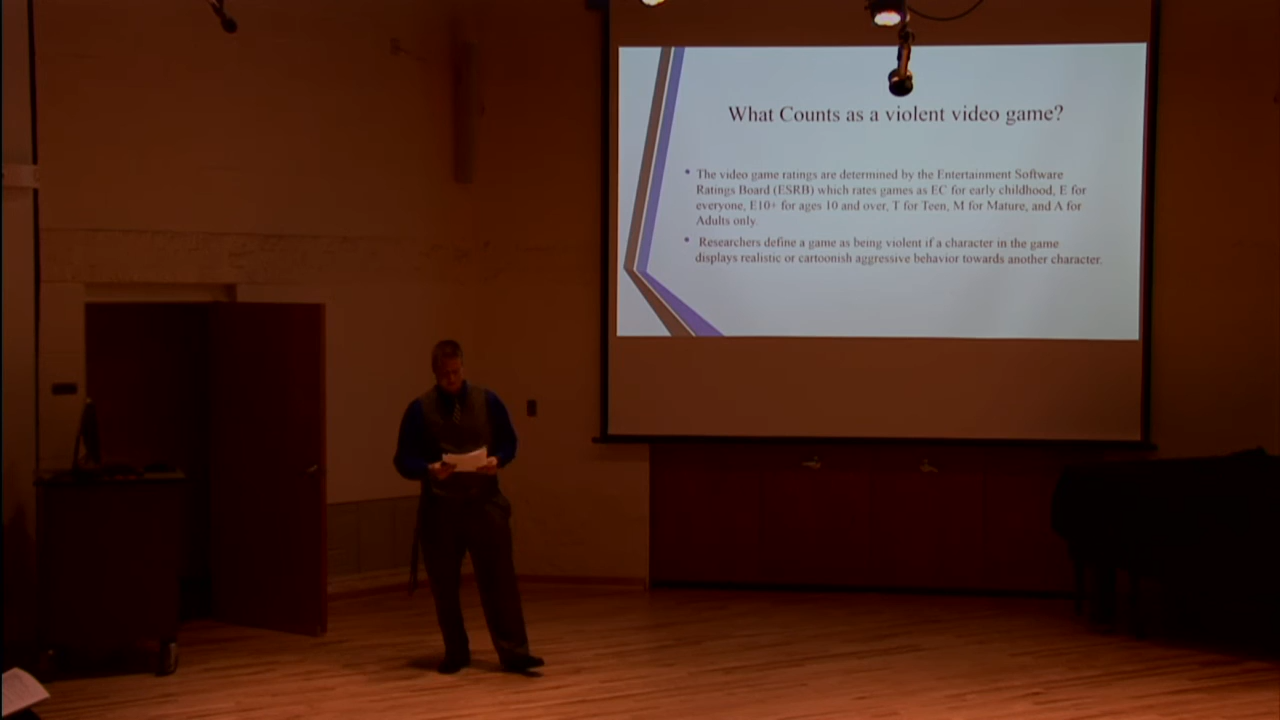 What Counts as a violent video game?
• The video game ratings are determined by the Entertainment Software
Ratings Board (ESRB) which rates games as EC for early childhood, E for
everyone, E10+ for ages 10 and over, T for Teen, M for Mature, and A for
Adults only.
• Researchers define a game as being violent if a character in the game
displays realistic or cartoonish aggressive behavior towards another character.